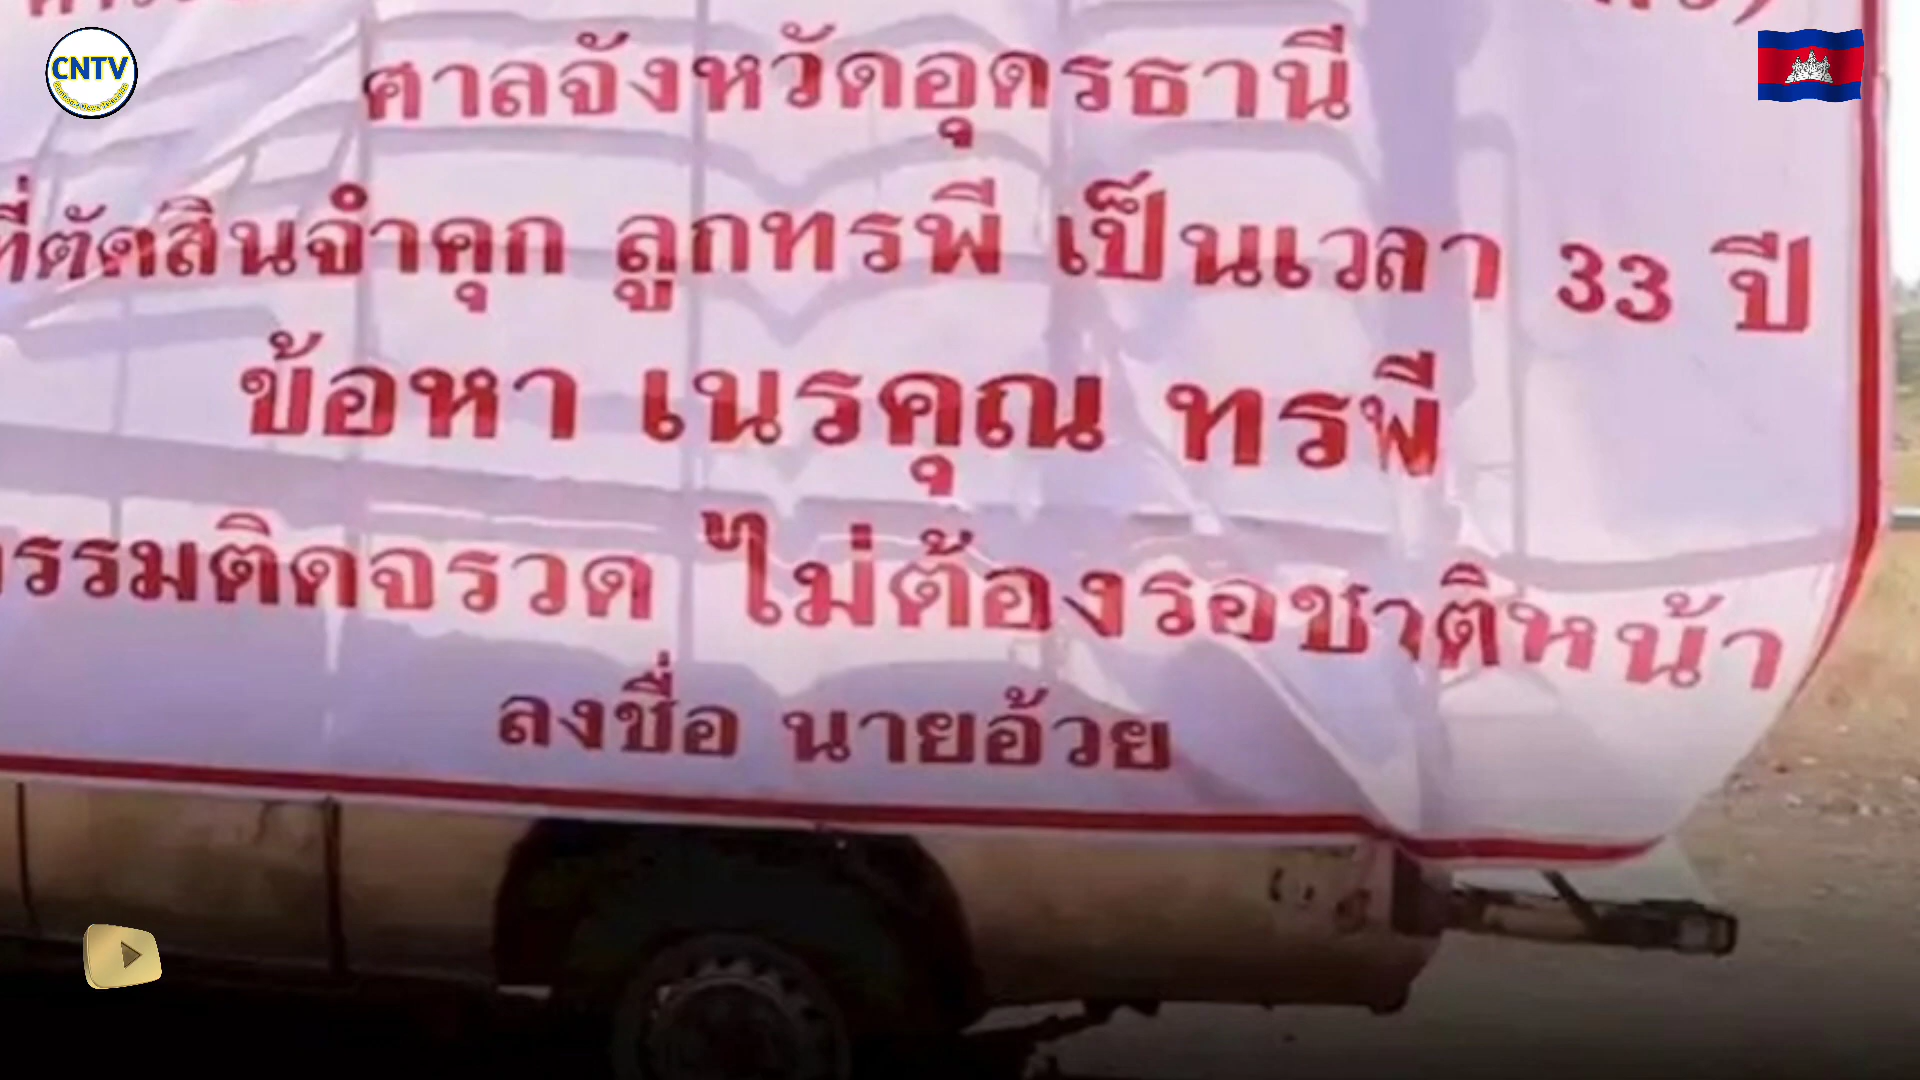 CNTV
ศาลจังหวัดอุดรธานี
ที่ตัดสินจำคุก ลูกทรพี เป็นเวลา 33 ปี
ข้อหา เนรคุณ ทรพี
กรรมติดจรวด ไม่ต้องรอชาติหน้า
ลงชื่อ นายอ้วย